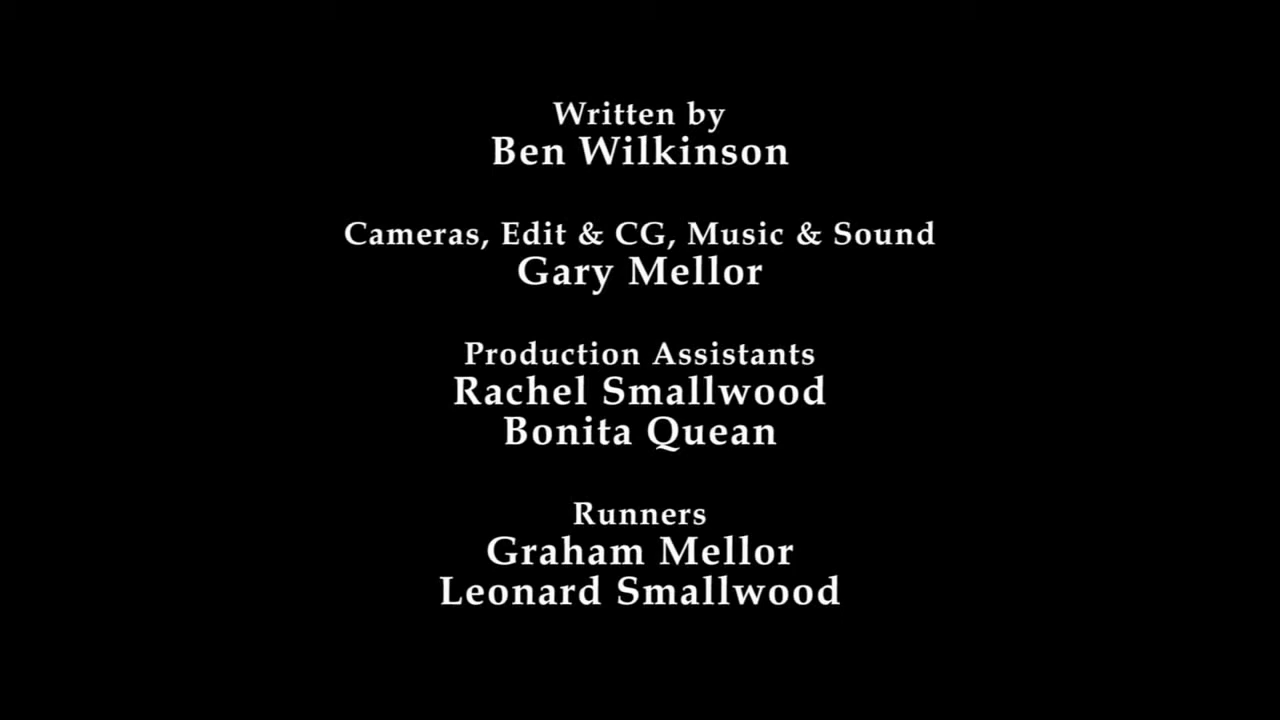 Written by
Ben Wilkinson
Cameras, Edit & CG, Music & Sound
Gary Mellor
Production Assistants
Rachel Smallwood
Bonita Quean
Runners
Graham Mellor
Leonard Smallwood